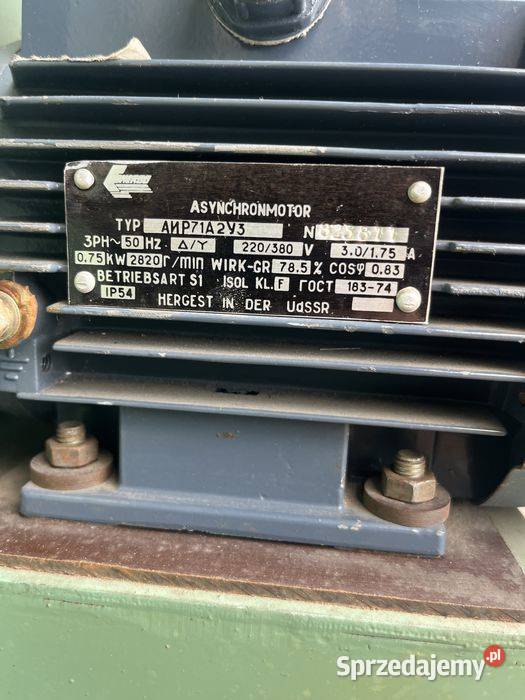 ASYNCHRONMOTOR
ТУР АИР71А2У3 N
3PH~ 50 HZ Δ/Y 220/380 V 3.0/1.75 A
0.75 KW 2820 Г/MIN WIRK-GR 78.5 % COSφ 0.83
BETRIEBSART S1 ISOL KL. F ГОСТ 183-74
IP54 HERGEST IN DER UdSSR
Sprzedajemy.pl